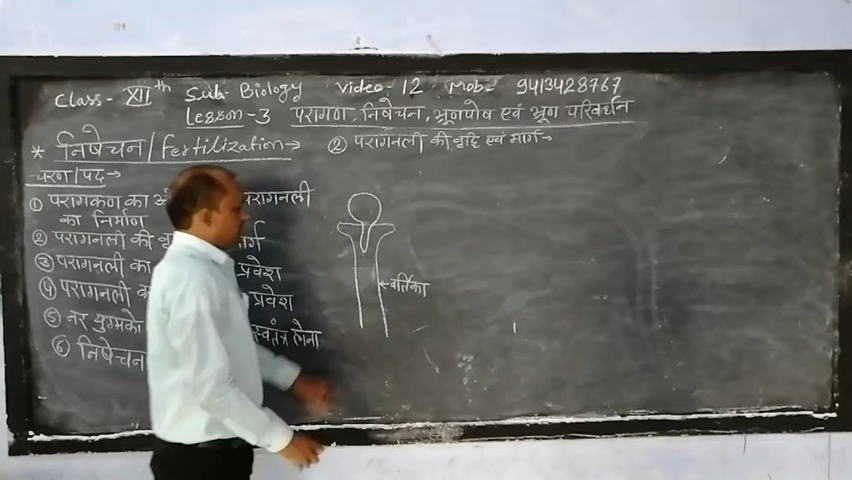 Class- XIIth Sub- Biology Video-12 Mob- 9413428767
Lesson-3 परागण, निषेचन, भ्रूणपोष एवं भ्रूण परिवर्धन
* निषेचन/fertilization→
② परागनली की वृद्धि एवं मार्ग-
चरण/पद→
① परागकण का परागनली
का निर्माण
② परागनली की मार्ग
③ परागनली का प्रवेश
④ परागनली प्रवेश
⑤ नर युग्मको स्वतंत्र होना
⑥ निषेचन
←वर्तिका